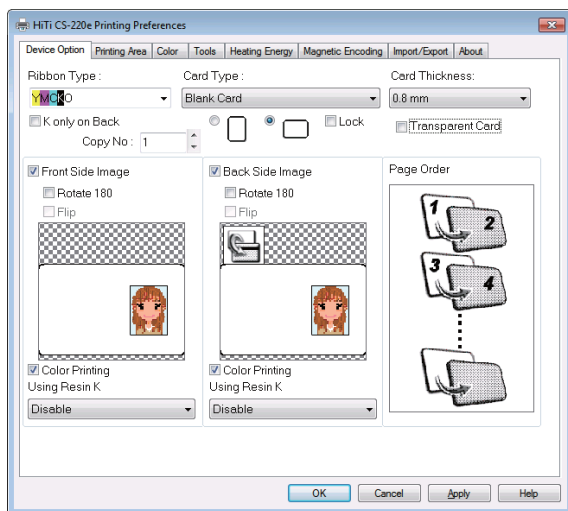 HiTi CS-220e Printing Preferences
Device Option Printing Area Color Tools Heating Energy Magnetic Encoding Import/Export About
Ribbon Type : Card Type : Card Thickness:
YMCKO Blank Card 0.8 mm
K only on Back Lock Transparent Card
Copy No : 1
Front Side Image Back Side Image Page Order
Rotate 180 Rotate 180
Flip Flip
1 2
3 4
Color Printing Color Printing
Using Resin K Using Resin K
Disable Disable
OK Cancel Apply Help